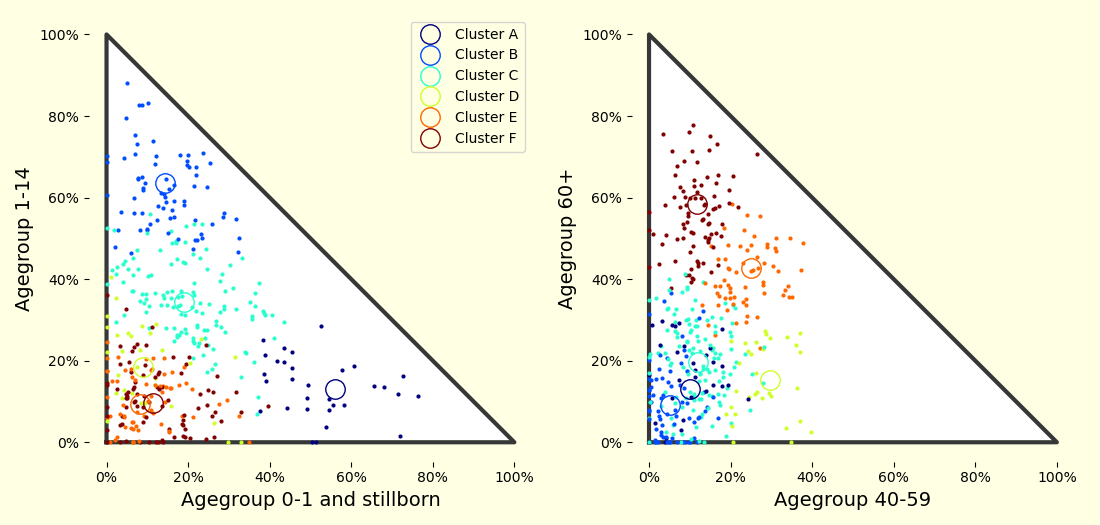 Cluster A
Cluster B
Cluster C
Cluster D
Cluster E
Cluster F
100%
80%
60%
40%
20%
0%
Agegroup 1-14
0%
20%
40%
60%
80%
100%
Agegroup 0-1 and stillborn
100%
80%
60%
40%
20%
0%
Agegroup 60+
0%
20%
40%
60%
80%
100%
Agegroup 40-59